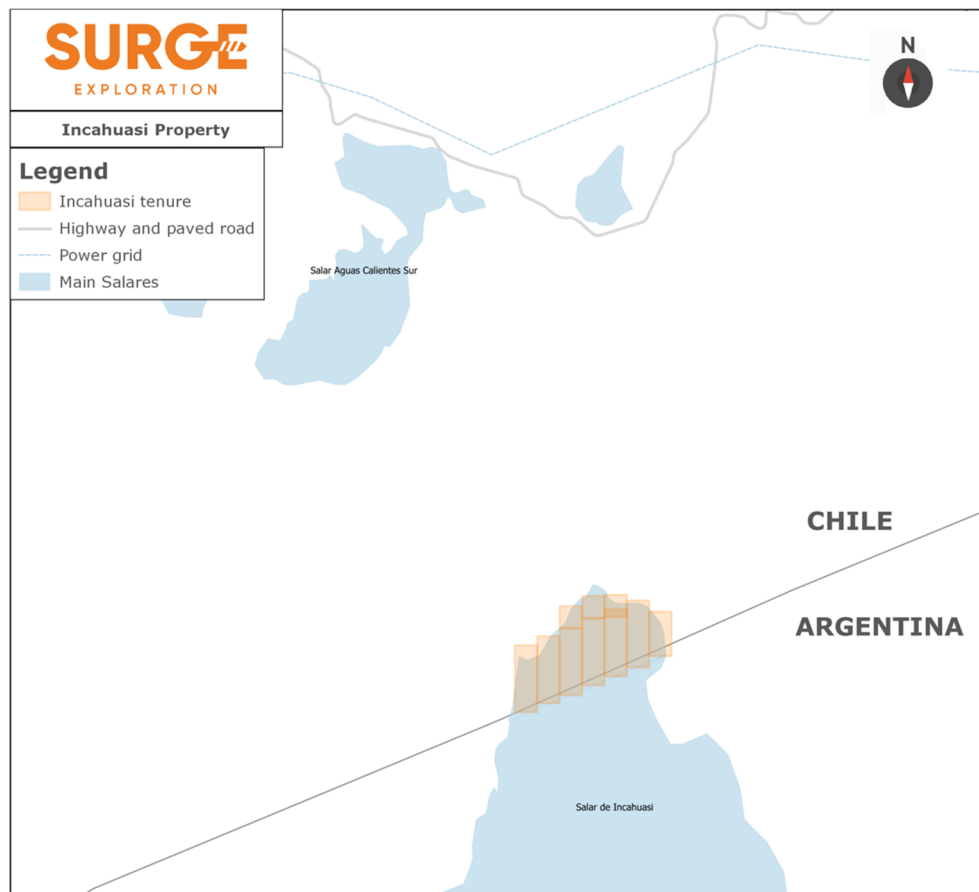 SURGE
EXPLORATION
Incahuasi Property
Legend
Incahuasi tenure
Highway and paved road
Power grid
Main Salares
N
Salar Aguas Calientes Sur
CHILE
ARGENTINA
Salar de Incahuasi